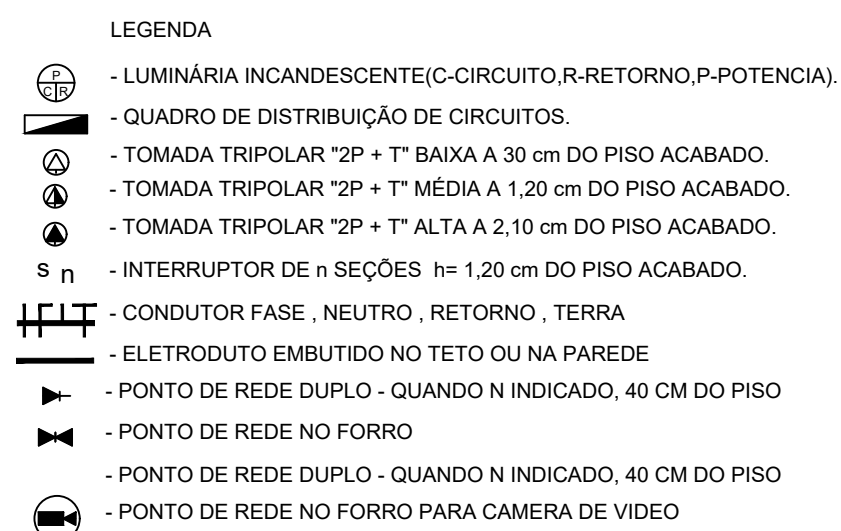 LEGENDA
P
C R
- LUMINÁRIA INCANDESCENTE(C-CIRCUITO,R-RETORNO,P-POTENCIA).
- QUADRO DE DISTRIBUIÇÃO DE CIRCUITOS.
- TOMADA TRIPOLAR "2P + T" BAIXA A 30 cm DO PISO ACABADO.
- TOMADA TRIPOLAR "2P + T" MÉDIA A 1,20 cm DO PISO ACABADO.
- TOMADA TRIPOLAR "2P + T" ALTA A 2,10 cm DO PISO ACABADO.
s n - INTERRUPTOR DE n SEÇÕES h= 1,20 cm DO PISO ACABADO.
- CONDUTOR FASE , NEUTRO , RETORNO , TERRA
- ELETRODUTO EMBUTIDO NO TETO OU NA PAREDE
- PONTO DE REDE DUPLO - QUANDO N INDICADO, 40 CM DO PISO
- PONTO DE REDE NO FORRO
- PONTO DE REDE DUPLO - QUANDO N INDICADO, 40 CM DO PISO
- PONTO DE REDE NO FORRO PARA CAMERA DE VIDEO